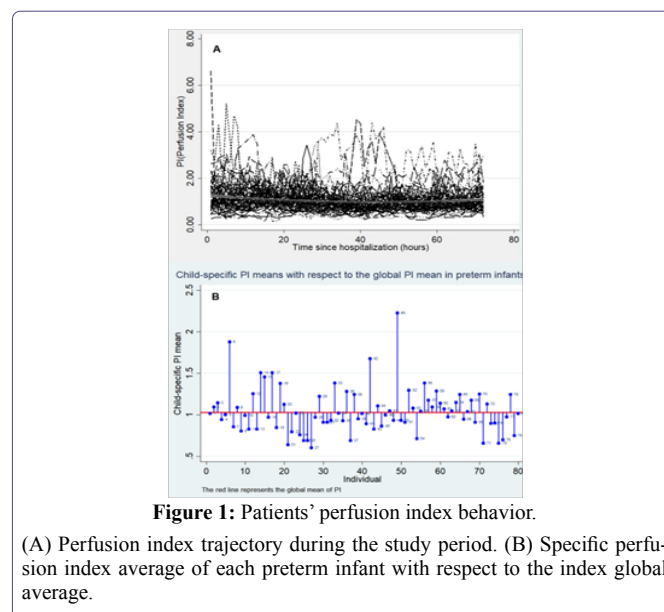 8.00
A
6.00
PI(Perfusion Index)
4.00
2.00
0.00
0 20 40 60 80
Time since hospitalization (hours)
Child-specific PI means with respect to the global PI mean in preterm infants
B
2.5
2
Child-specific PI mean
1.5
1
.5
0 10 20 30 40 50 60 70 80
Individual
The red line represents the global mean of PI
Figure 1: Patients’ perfusion index behavior.
(A) Perfusion index trajectory during the study period. (B) Specific perfu-
sion index average of each preterm infant with respect to the index global
average.